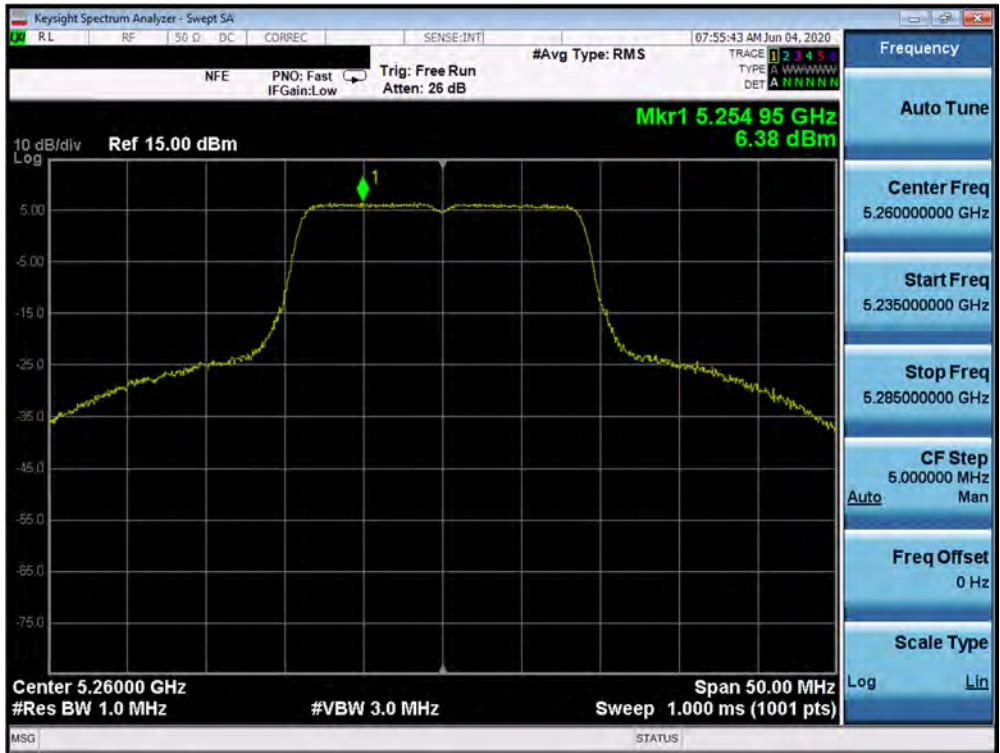 Keysight Spectrum Analyzer - Swept SA
LXI RL RF 50 Ω DC CORREC SENSE:INT 07:55:43 AM Jun 04, 2020
NFE PNO: Fast Trig: Free Run #Avg Type: RMS TRACE 1 2 3 4 5 6
IFGain:Low Atten: 26 dB TYPE A WWWWW
DET A N N N N N
Mkr1 5.254 95 GHz
6.38 dBm
10 dB/div Ref 15.00 dBm
Log
1
5.00
-5.00
-15.0
-25.0
-35.0
-45.0
-55.0
-65.0
-75.0
Center 5.26000 GHz Span 50.00 MHz
#Res BW 1.0 MHz #VBW 3.0 MHz Sweep 1.000 ms (1001 pts)
MSG STATUS
Frequency
Auto Tune
Center Freq
5.260000000 GHz
Start Freq
5.235000000 GHz
Stop Freq
5.285000000 GHz
CF Step
5.000000 MHz
Auto Man
Freq Offset
0 Hz
Scale Type
Log Lin